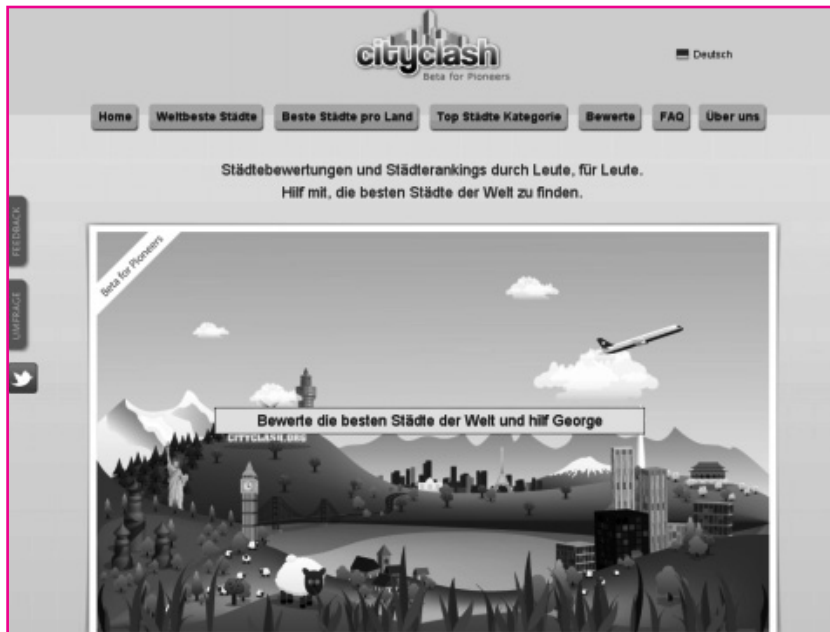 cityclash
Beta for Pioneers
Deutsch
Home
Weltbeste Städte
Beste Städte pro Land
Top Städte Kategorie
Bewerte
FAQ
Über uns
Städtebewertungen und Städterankings durch Leute, für Leute.
Hilf mit, die besten Städte der Welt zu finden.
FEEDBACK
UMFRAGE
Beta for Pioneers
Bewerte die besten Städte der Welt und hilf George
CITYCLASH.ORG